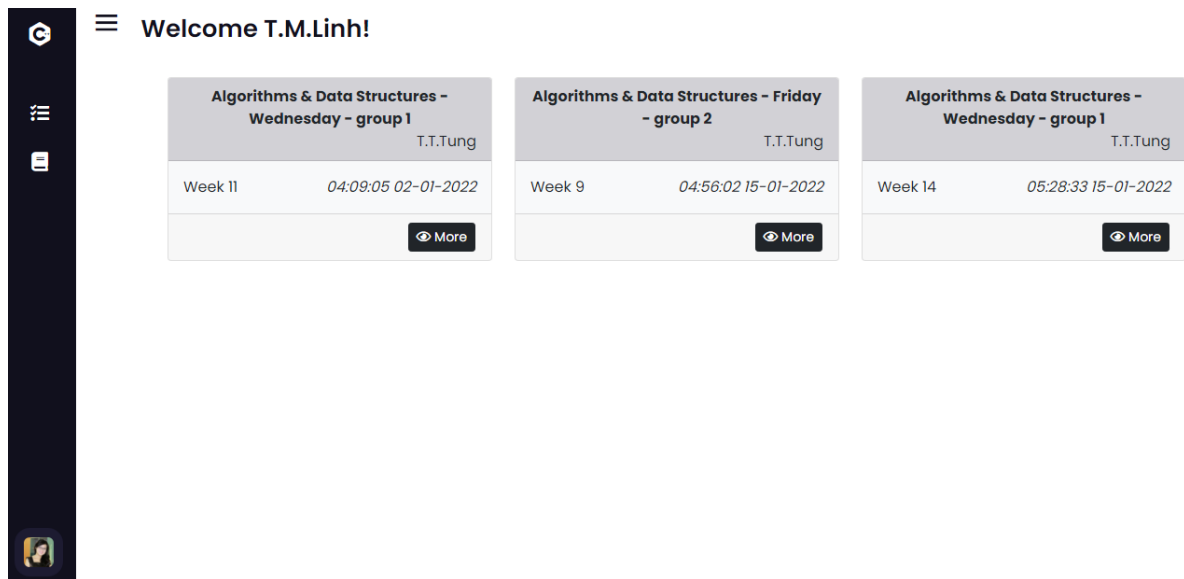 Welcome T.M.Linh!
Algorithms & Data Structures -
Wednesday - group 1
T.T.Tung
Week 11 04:09:05 02-01-2022
More
Algorithms & Data Structures - Friday
- group 2
T.T.Tung
Week 9 04:56:02 15-01-2022
More
Algorithms & Data Structures -
Wednesday - group 1
T.T.Tung
Week 14 05:28:33 15-01-2022
More